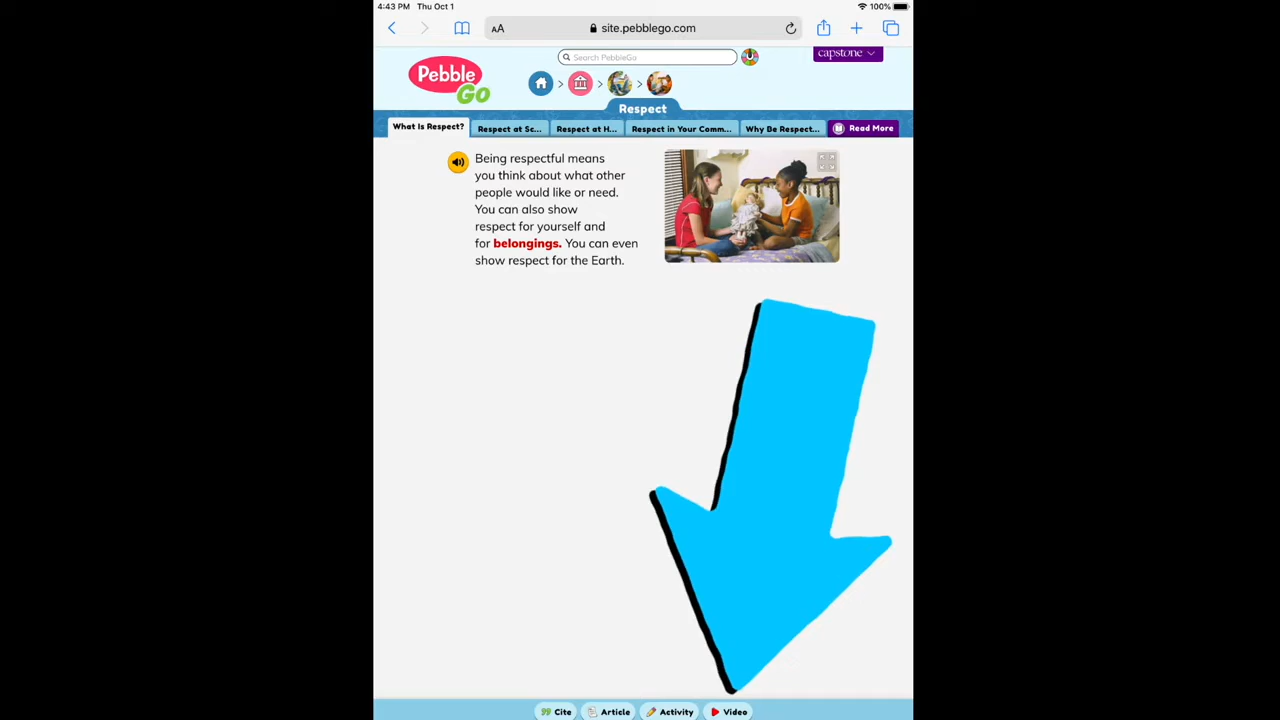 4:43 PM Thu Oct 1
100%
AA
site.pebblego.com
Pebble
Go
Search PebbleGo
capstone
Respect
What Is Respect?
Respect at Sc...
Respect at H...
Respect in Your Comm...
Why Be Respect...
Read More
Being respectful means
you think about what other
people would like or need.
You can also show
respect for yourself and
for belongings. You can even
show respect for the Earth.
Cite
Article
Activity
Video